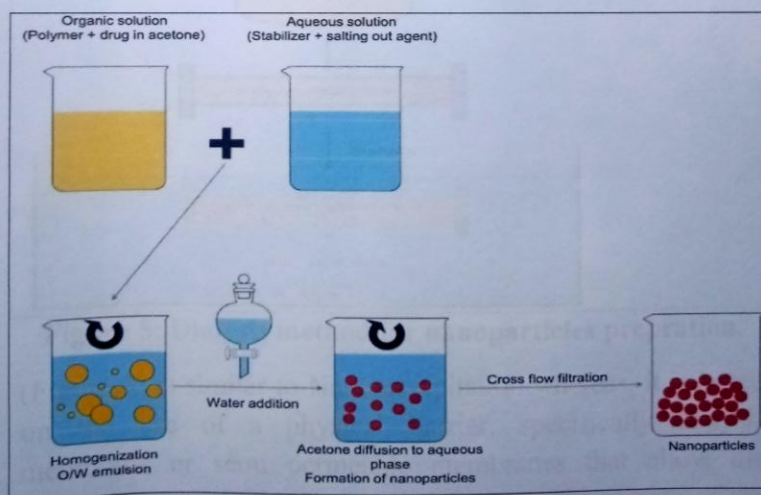 Organic solution
(Polymer + drug in acetone)
Aqueous solution
(Stabilizer + salting out agent)
+
Water addition
Cross flow filtration
Homogenization
O/W emulsion
Acetone diffusion to aqueous
phase
Formation of nanoparticles
Nanoparticles